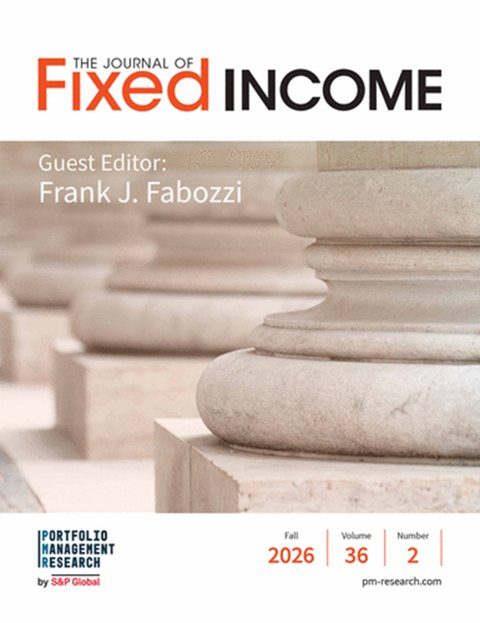 THE JOURNAL OF
Fixed INCOME
Guest Editor:
Frank J. Fabozzi
PORTFOLIO
MANAGEMENT
RESEARCH
by S&P Global
Fall Volume Number
2026 36 2
pm-research.com